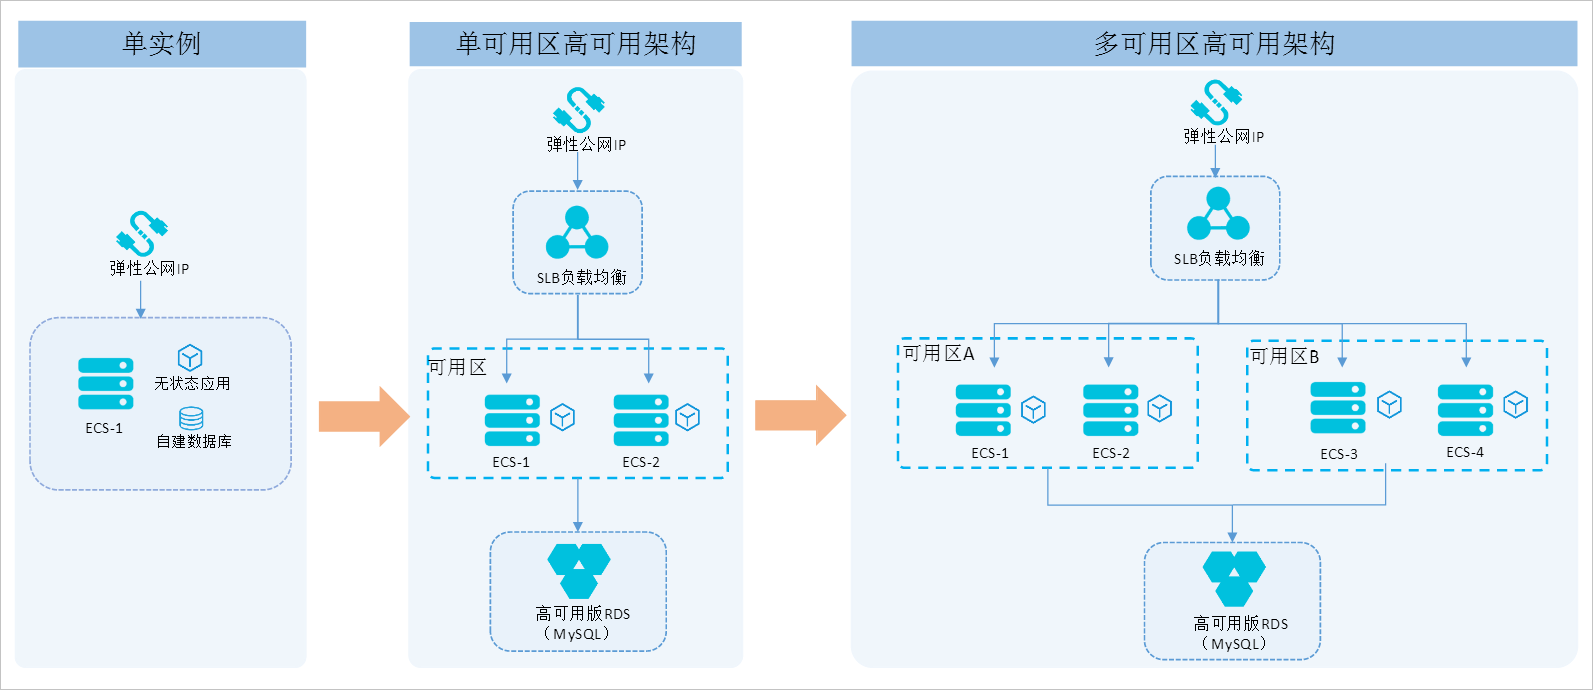 单实例
弹性公网IP
无状态应用
自建数据库
ECS-1
单可用区高可用架构
弹性公网IP
SLB负载均衡
可用区
ECS-1
ECS-2
高可用版RDS
（MySQL）
多可用区高可用架构
弹性公网IP
SLB负载均衡
可用区A
ECS-1
ECS-2
可用区B
ECS-3
ECS-4
高可用版RDS
（MySQL）